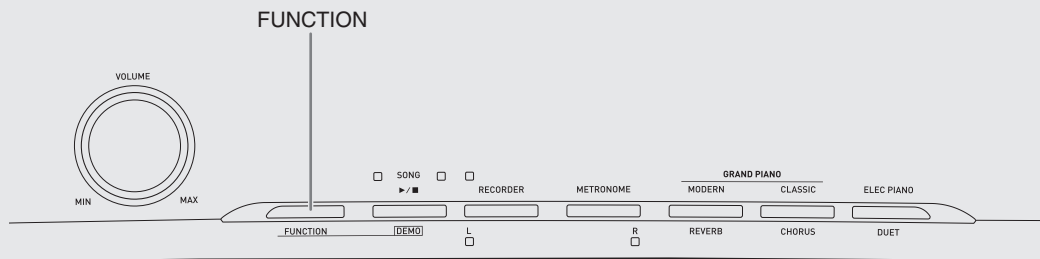 FUNCTION
VOLUME
MIN
MAX
SONG
▶/■
RECORDER
METRONOME
GRAND PIANO
MODERN
CLASSIC
ELEC PIANO
FUNCTION
DEMO
L
R
REVERB
CHORUS
DUET